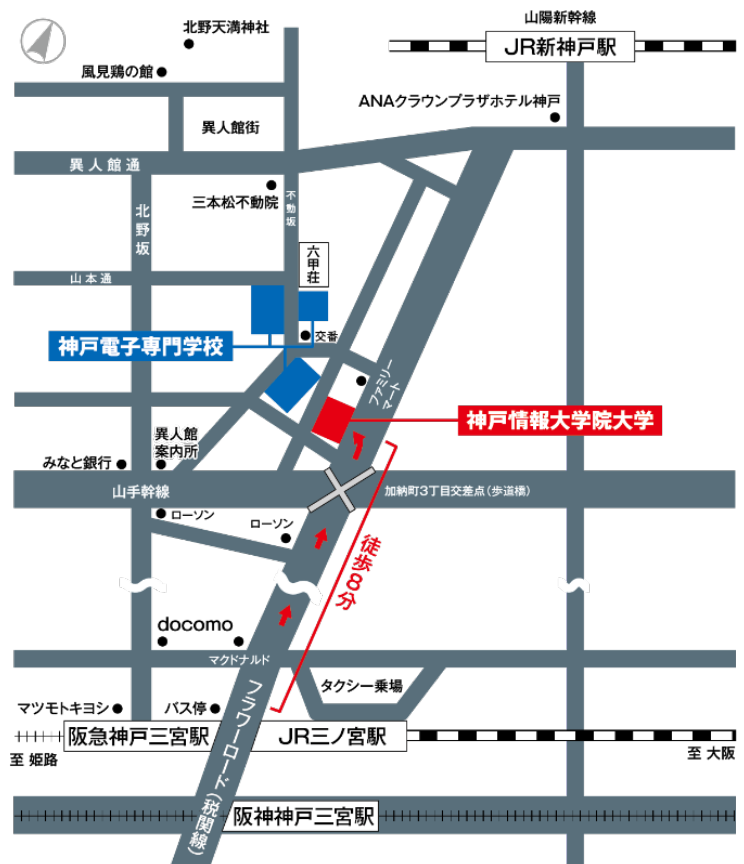 山陽新幹線
JR新神戸駅
北野天満神社
風見鶏の館
ANAクラウンプラザホテル神戸
異人館街
異人館通
三本松不動院
不動坂
北野坂
六甲荘
山本通
交番
神戸電子専門学校
ファミリー
マート
神戸情報大学院大学
異人館
案内所
みなと銀行
山手幹線
加納町3丁目交差点(歩道橋)
ローソン
ローソン
徒歩8分
docomo
マクドナルド
タクシー乗場
マツモトキヨシ
バス停
フラワーロード(税関線)
阪急神戸三宮駅
JR三ノ宮駅
至 姫路
至 大阪
阪神神戸三宮駅